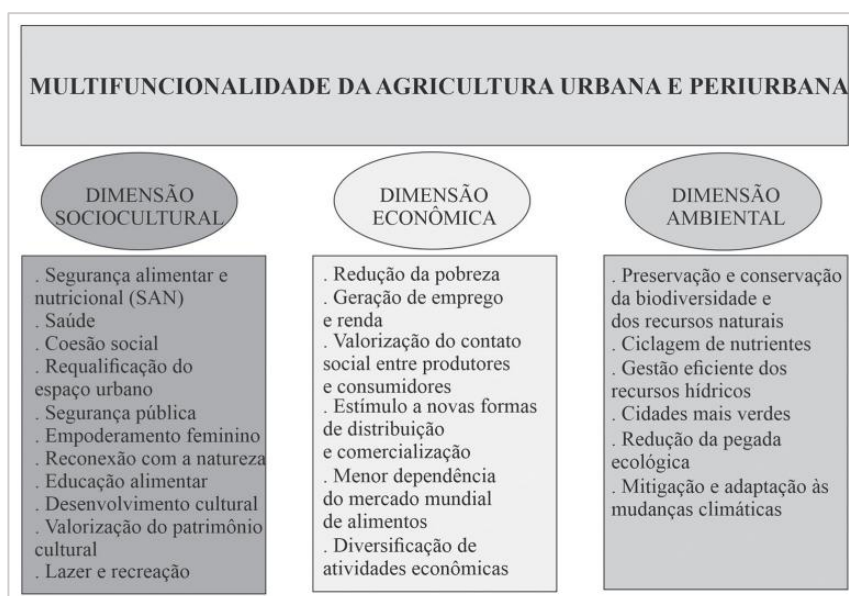 MULTIFUNCIONALIDADE DA AGRICULTURA URBANA E PERIURBANA
DIMENSÃO
SOCIOCULTURAL
. Segurança alimentar e
nutricional (SAN)
. Saúde
. Coesão social
. Requalificação do
espaço urbano
. Segurança pública
. Empoderamento feminino
. Reconexão com a natureza
. Educação alimentar
. Desenvolvimento cultural
. Valorização do patrimônio
cultural
. Lazer e recreação
DIMENSÃO
ECONÔMICA
. Redução da pobreza
. Geração de emprego
e renda
. Valorização do contato
social entre produtores
e consumidores
. Estímulo a novas formas
de distribuição
e comercialização
. Menor dependência
do mercado mundial
de alimentos
. Diversificação de
atividades econômicas
DIMENSÃO
AMBIENTAL
. Preservação e conservação
da biodiversidade e
dos recursos naturais
. Ciclagem de nutrientes
. Gestão eficiente dos
recursos hídricos
. Cidades mais verdes
. Redução da pegada
ecológica
. Mitigação e adaptação às
mudanças climáticas